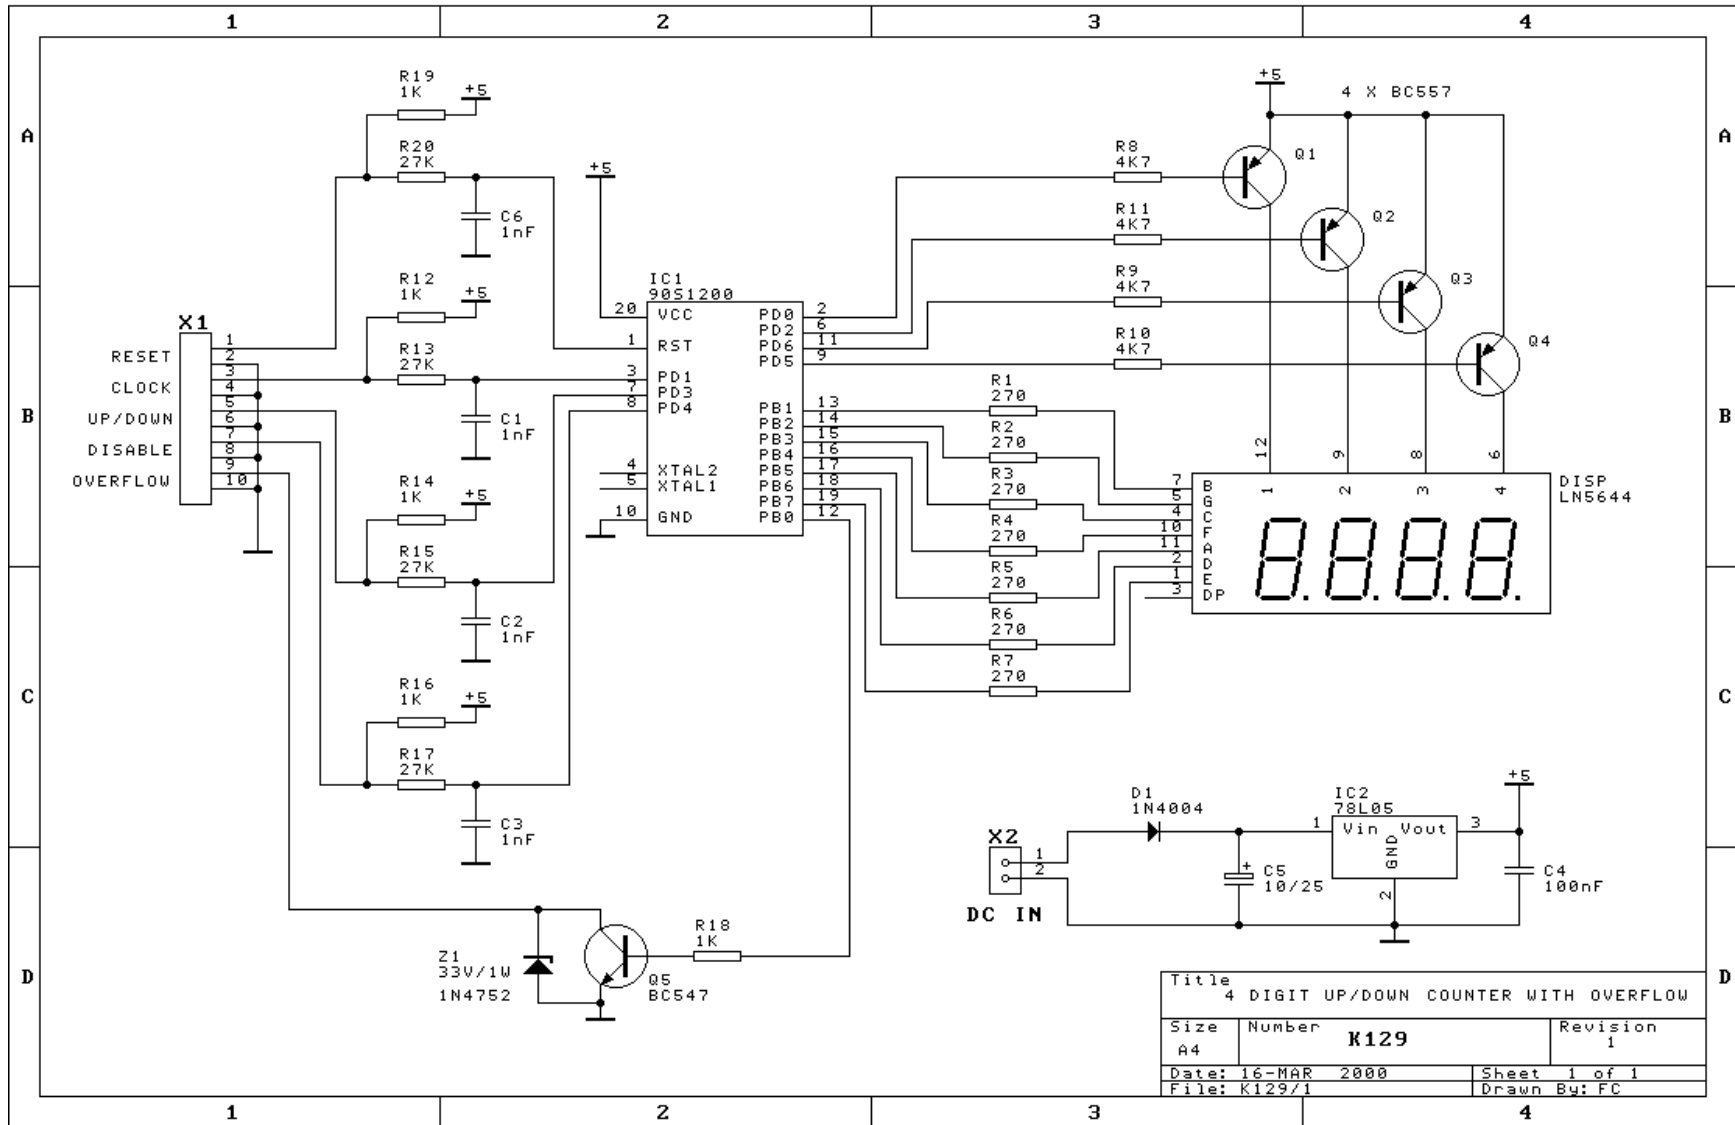 1 2 3 4
A A
B B
C C
D D
R19
1K
+5
R20
27K
C6
1nF
R12
1K
+5
R13
27K
C1
1nF
R14
1K
+5
R15
27K
C2
1nF
R16
1K
+5
R17
27K
C3
1nF
X1
RESET
CLOCK
UP/DOWN
DISABLE
OVERFLOW
1
2
3
4
5
6
7
8
9
10
+5
IC1
90S1200
20 VCC
1 RST
3 PD1
7 PD3
8 PD4
4 XTAL2
5 XTAL1
10 GND
PD0 2
PD2 6
PD6 11
PD5 9
PB1 13
PB2 14
PB3 15
PB4 16
PB5 17
PB6 18
PB7 19
PB0 12
R8
4K7
R11
4K7
R9
4K7
R10
4K7
R1
270
R2
270
R3
270
R4
270
R5
270
R6
270
R7
270
+5
4 X BC557
Q1
Q2
Q3
Q4
12 9 8 6
1 2 3 4
7 B
5 G
4 C
10 F
11 A
2 D
1 E
3 DP
DISP
LN5644
8.8.8.8.
Z1
33V/1W
1N4752
Q5
BC547
R18
1K
X2
1
2
DC IN
D1
1N4004
+
C5
10/25
IC2
78L05
1 Vin Vout 3
GND
2
+5
C4
100nF
Title
4 DIGIT UP/DOWN COUNTER WITH OVERFLOW
Size Number Revision
A4 K129 1
Date: 16-MAR 2000 Sheet 1 of 1
File: K129/1 Drawn By: FC
1 2 3 4